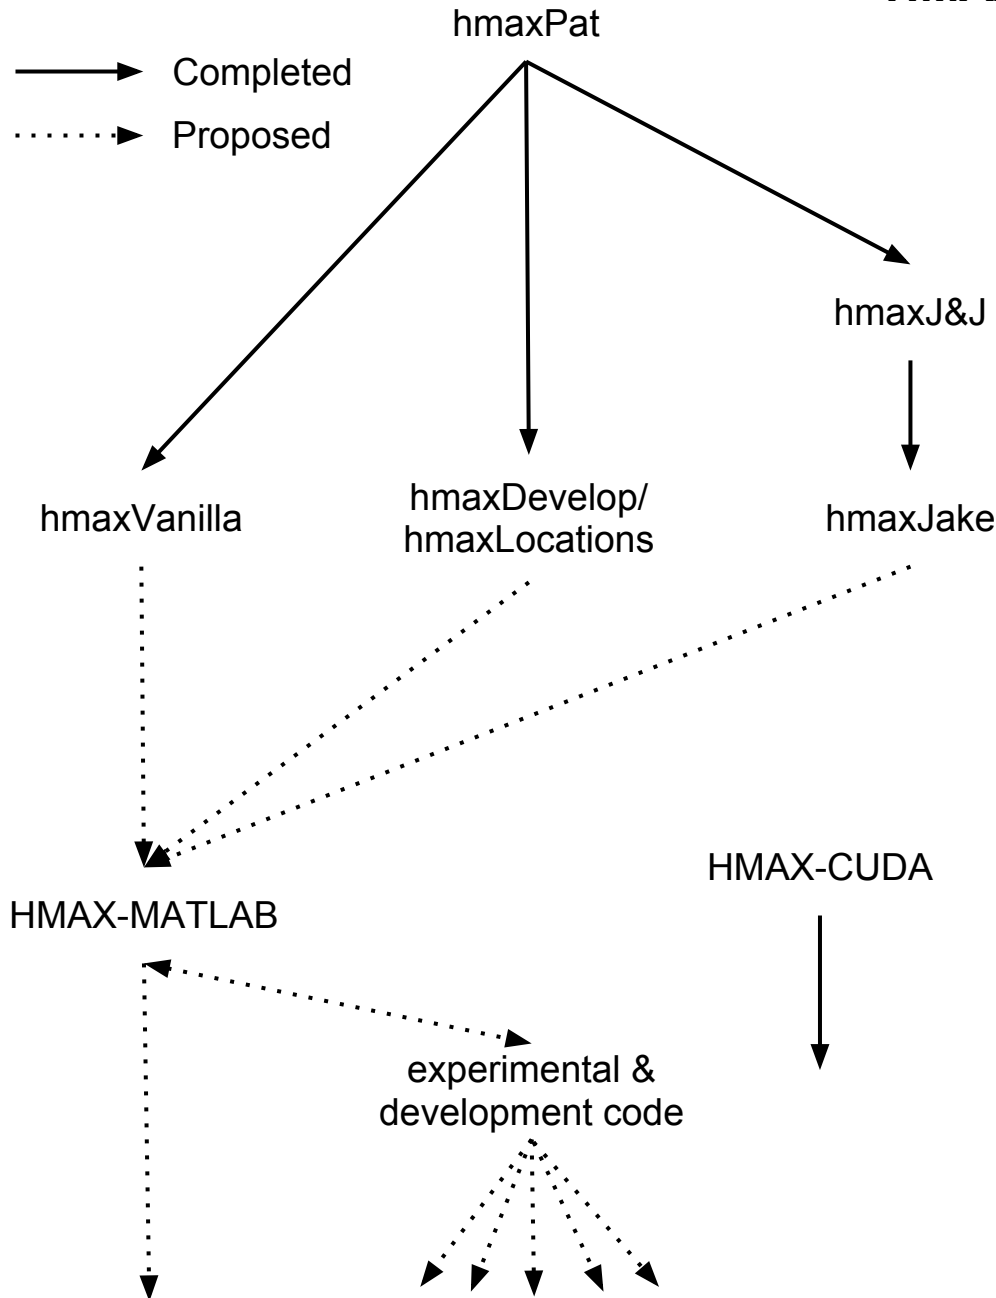 hmaxPat
Completed
Proposed
hmaxJ&J
hmaxVanilla
hmaxDevelop/
hmaxLocations
hmaxJake
HMAX-CUDA
HMAX-MATLAB
experimental &
development code